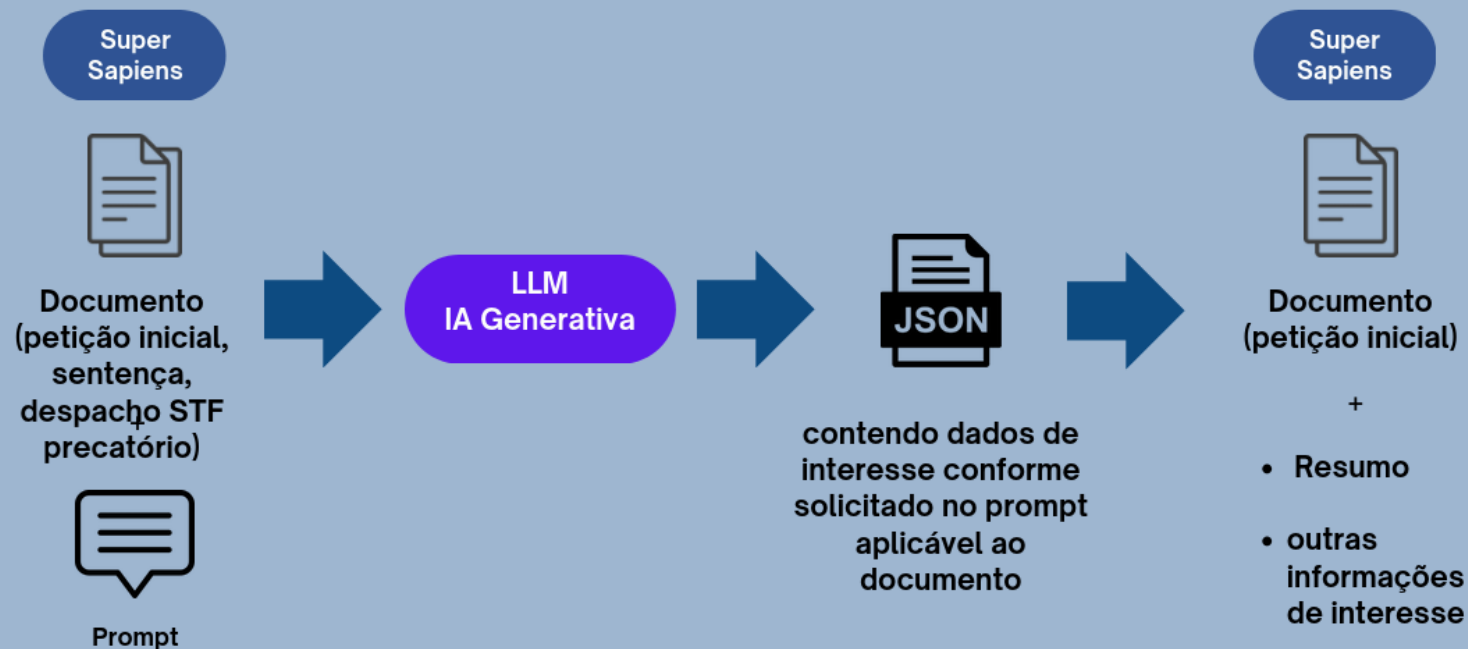 Super
Sapiens
Documento
(petição inicial,
sentença,
despacho STF
+
precatório)
Prompt
LLM
IA Generativa
JSON
contendo dados de
interesse conforme
solicitado no prompt
aplicável ao
documento
Super
Sapiens
Documento
(petição inicial)
+
• Resumo
• outras
informações
de interesse